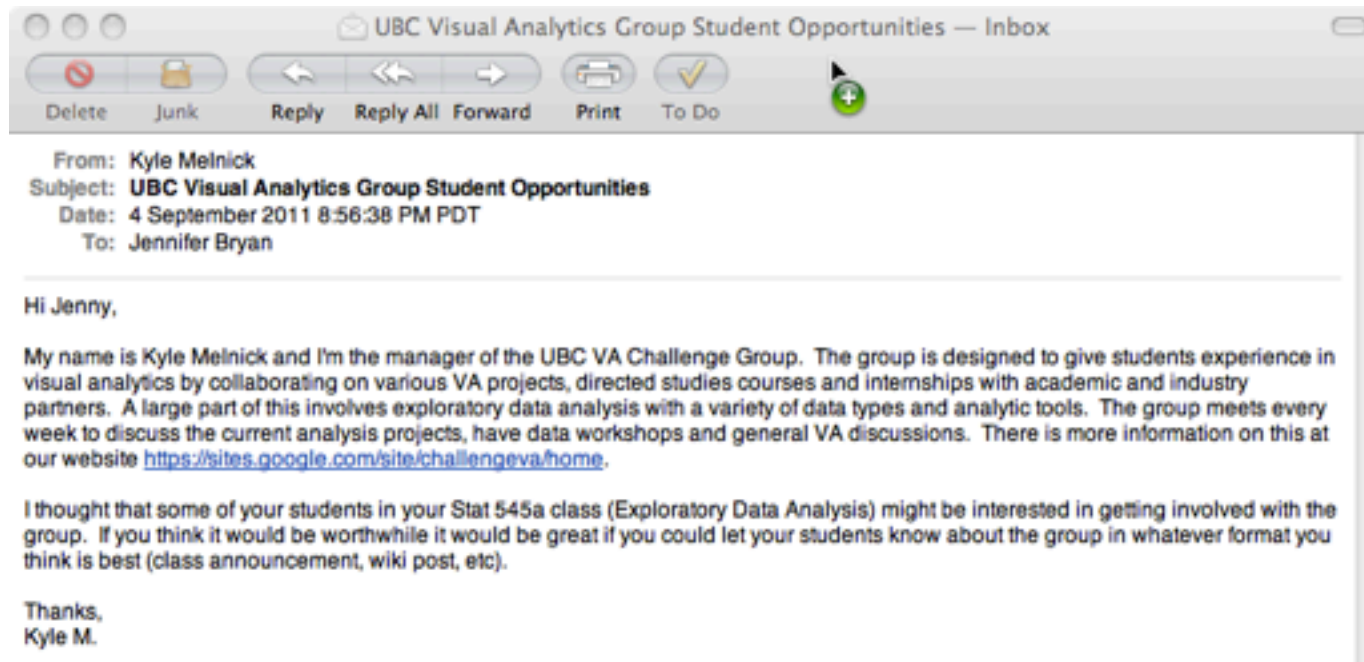 UBC Visual Analytics Group Student Opportunities — Inbox
Delete Junk Reply Reply All Forward Print To Do
From: Kyle Melnick
Subject: UBC Visual Analytics Group Student Opportunities
Date: 4 September 2011 8:56:38 PM PDT
To: Jennifer Bryan
Hi Jenny,
My name is Kyle Melnick and I'm the manager of the UBC VA Challenge Group.  The group is designed to give students experience in
visual analytics by collaborating on various VA projects, directed studies courses and internships with academic and industry
partners.  A large part of this involves exploratory data analysis with a variety of data types and analytic tools.  The group meets every
week to discuss the current analysis projects, have data workshops and general VA discussions.  There is more information on this at
our website https://sites.google.com/site/challengeva/home.
I thought that some of your students in your Stat 545a class (Exploratory Data Analysis) might be interested in getting involved with the
group.  If you think it would be worthwhile it would be great if you could let your students know about the group in whatever format you
think is best (class announcement, wiki post, etc).
Thanks,
Kyle M.